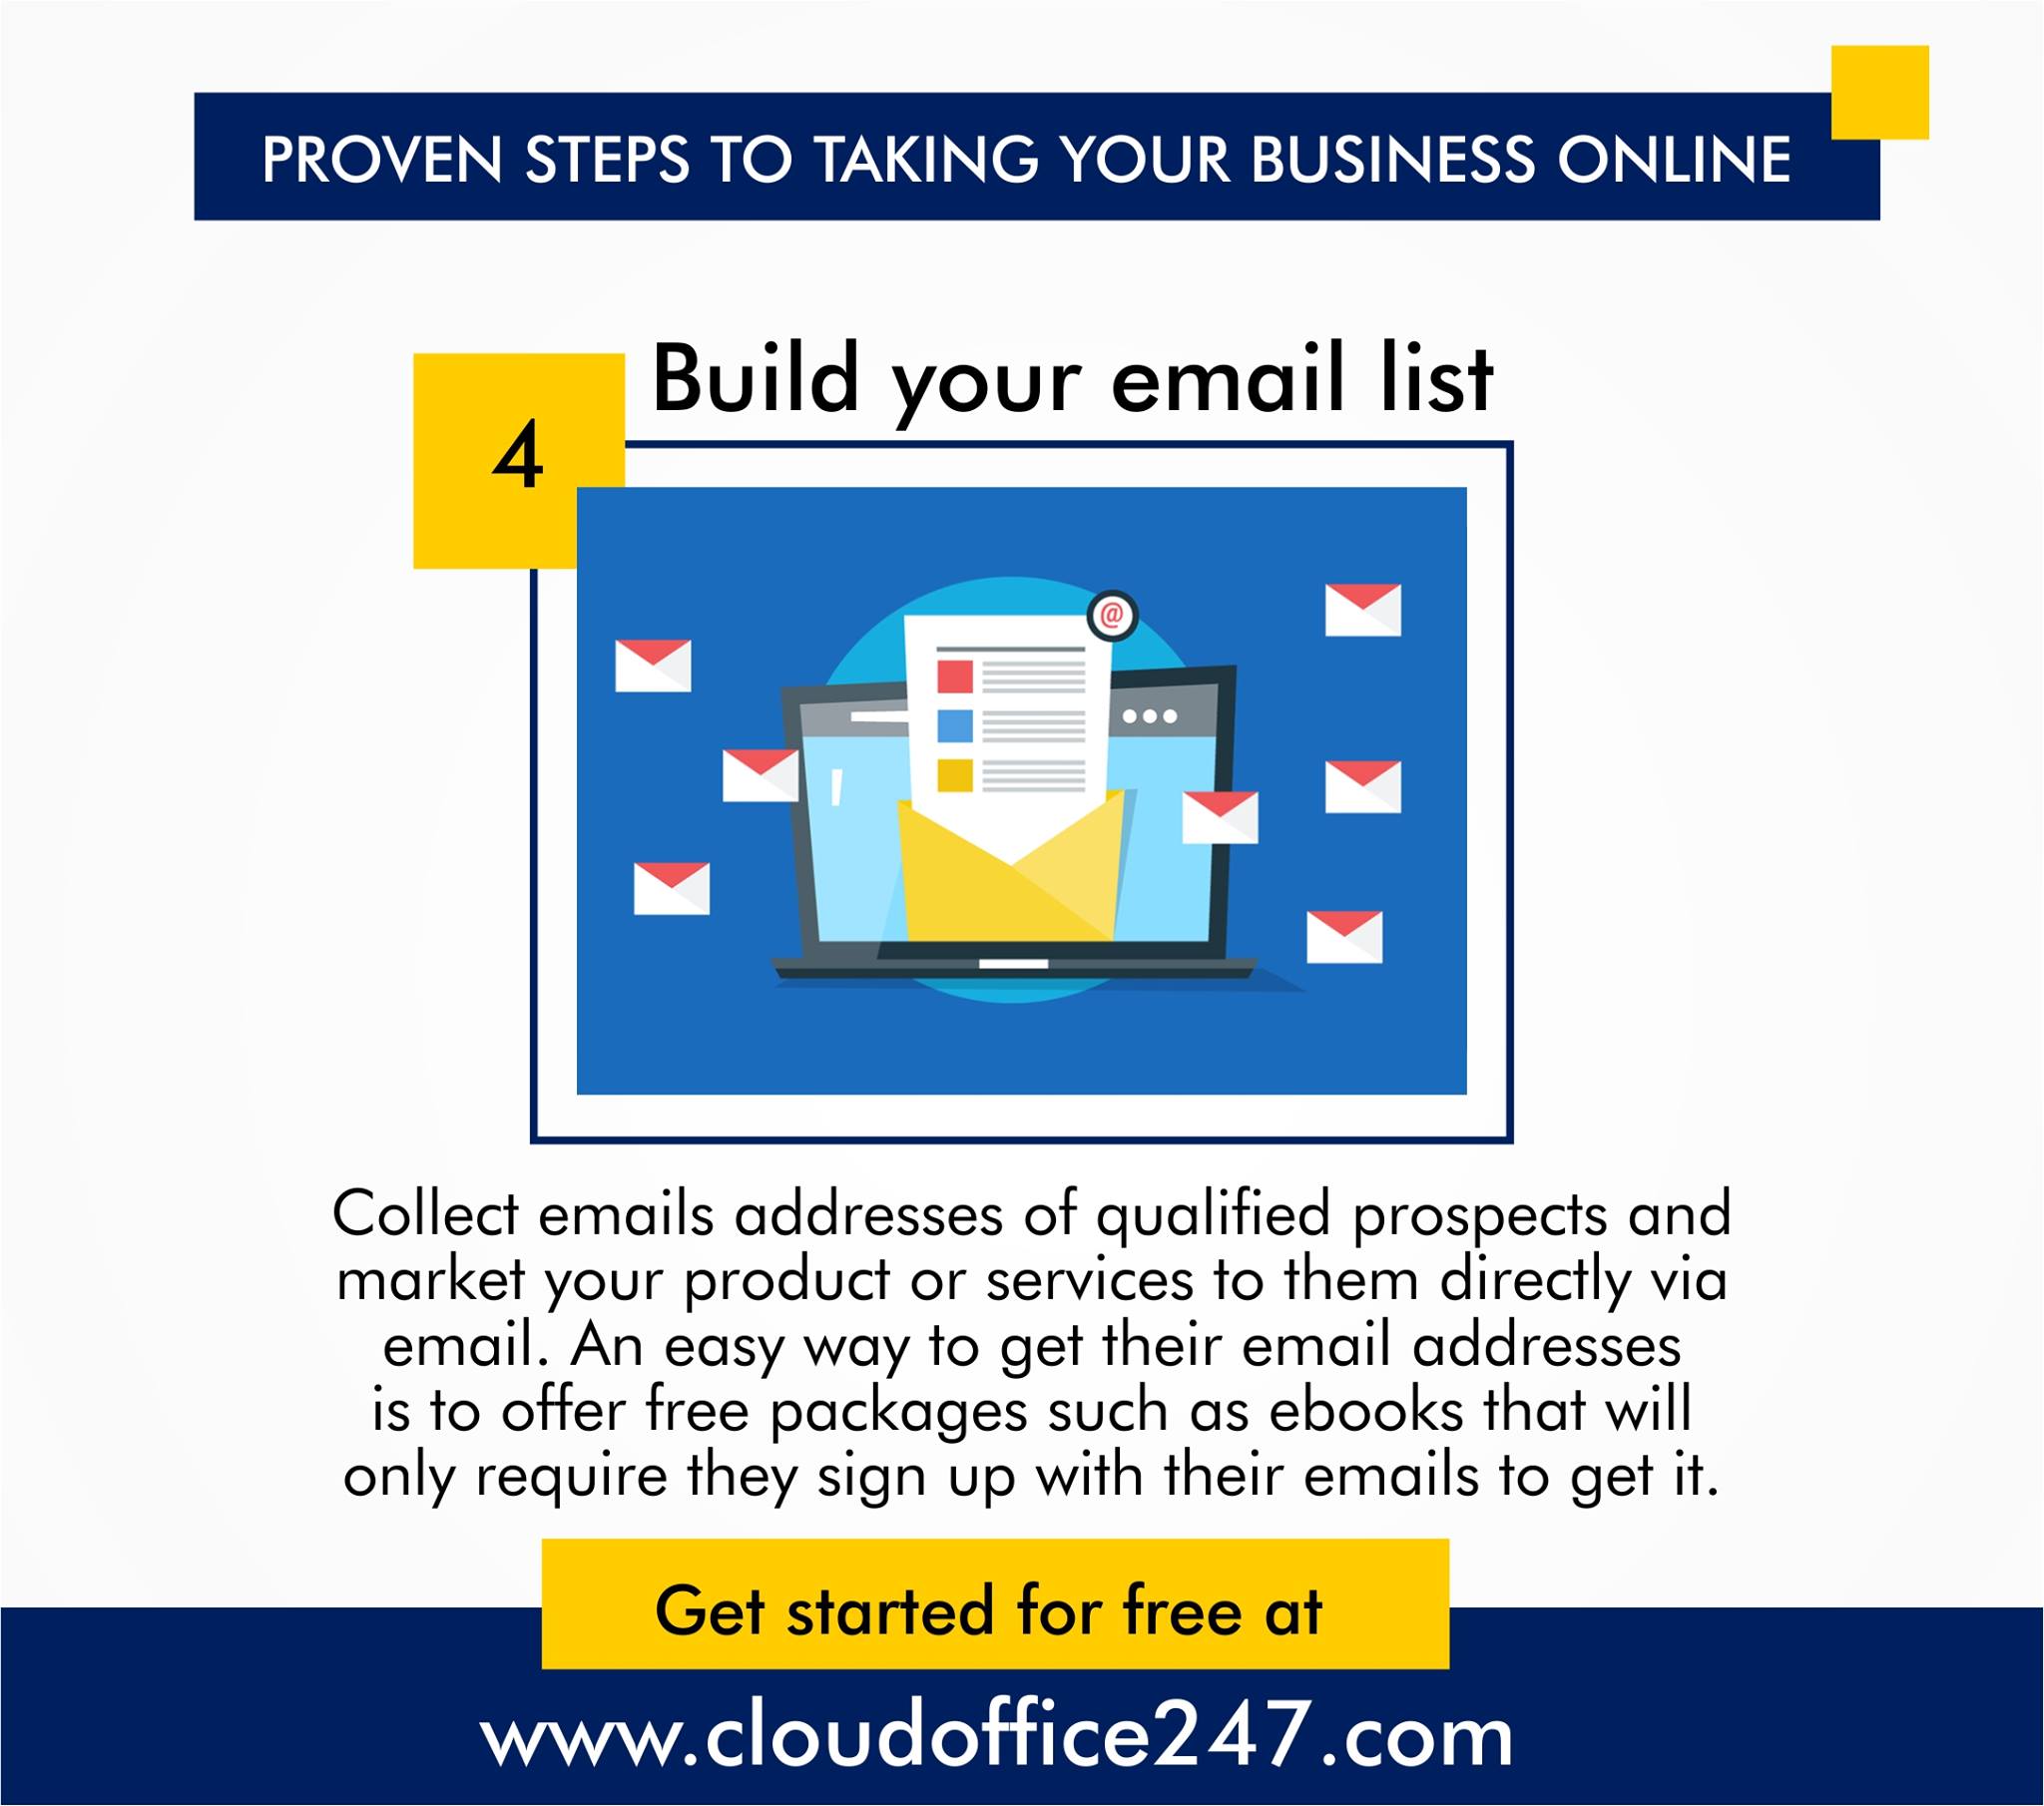 PROVEN STEPS TO TAKING YOUR BUSINESS ONLINE
4
Build your email list
@
Collect emails addresses of qualified prospects and
market your product or services to them directly via
email. An easy way to get their email addresses
is to offer free packages such as ebooks that will
only require they sign up with their emails to get it.
Get started for free at
www.cloudoffice247.com